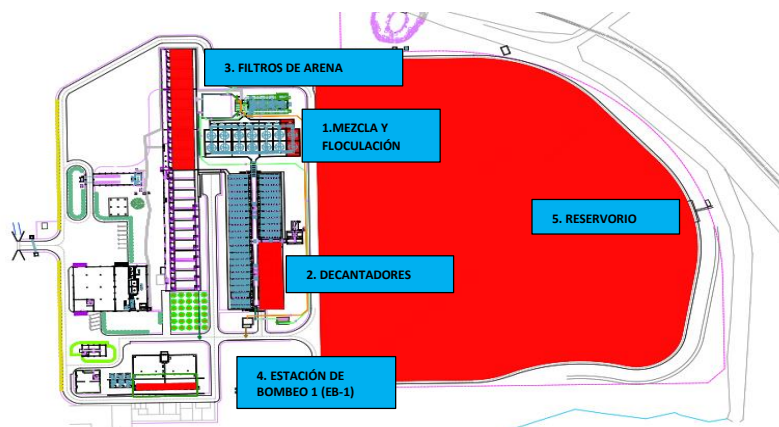 3. FILTROS DE ARENA
1.MEZCLA Y
FLOCULACIÓN
5. RESERVORIO
2. DECANTADORES
4. ESTACIÓN DE
BOMBEO 1 (EB-1)